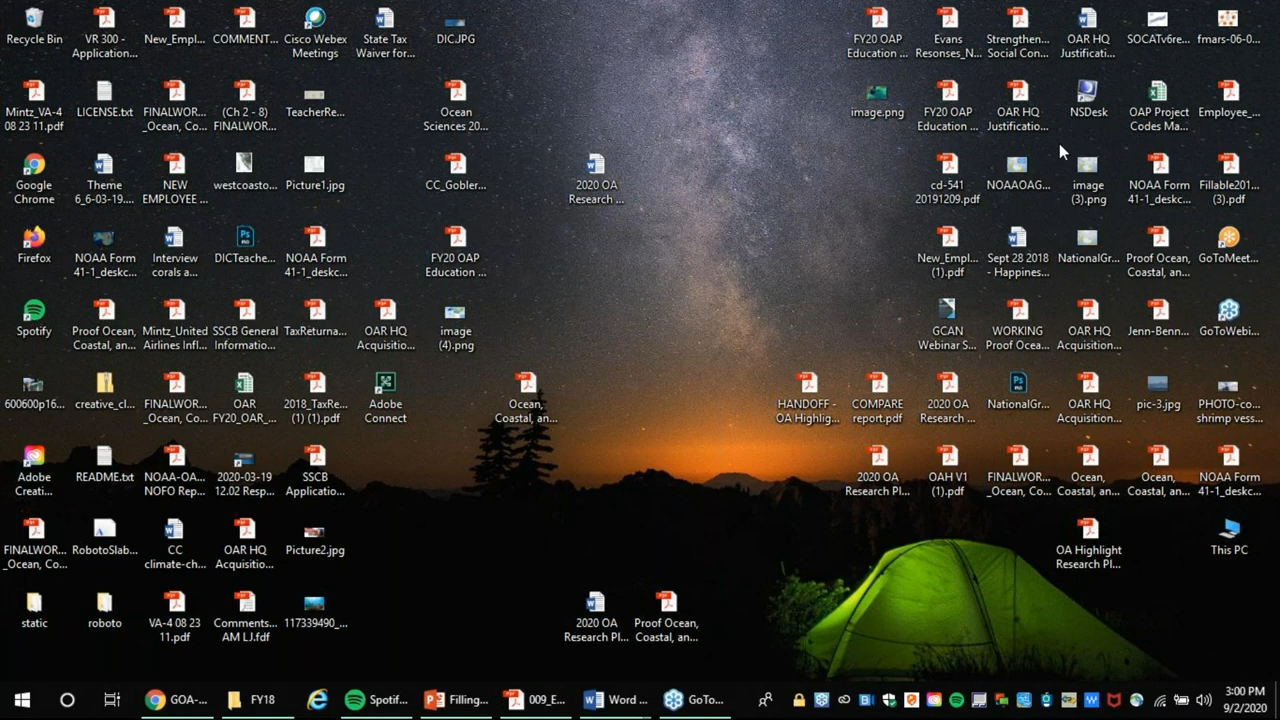 Recycle Bin
VR 300 -
Application...
New_Empl...
COMMENT...
Cisco Webex
Meetings
State Tax
Waiver for...
DIC.JPG
FY20 OAP
Education ...
Evans
Resonses_N...
Strengthen...
Social Con...
OAR HQ
Justificati...
SOCATv6re...
fmars-06-0...
Mintz_VA-4
08 23 11.pdf
LICENSE.txt
FINALWOR...
_Ocean, Co...
(Ch 2 - 8)
FINALWOR...
TeacherRe...
Ocean
Sciences 20...
image.png
FY20 OAP
Education ...
OAR HQ
Justificatio...
NSDesk
OAP Project
Codes Ma...
Employee_...
Google
Chrome
Theme
6_6-03-19....
NEW
EMPLOYEE ...
westcoasto...
Picture1.jpg
CC_Gobler...
2020 OA
Research ...
cd-541
20191209.pdf
NOAAOAG...
image
(3).png
NOAA Form
41-1_deskc...
Fillable201...
(3).pdf
Firefox
NOAA Form
41-1_deskc...
Interview
corals a...
DICTeache...
NOAA Form
41-1_deskc...
FY20 OAP
Education ...
New_Empl...
(1).pdf
Sept 28 2018
- Happines...
NationalGr...
Proof Ocean,
Coastal, an...
GoToMeet...
Spotify
Proof Ocean,
Coastal, an...
Mintz_United
Airlines Infl...
SSCB General
Informatio...
TaxReturna...
OAR HQ
Acquisitio...
image
(4).png
GCAN
Webinar S...
WORKING
Proof Ocea...
OAR HQ
Acquisition...
Jenn-Benn...
GoToWebi...
600600p16...
creative_cl...
FINALWOR...
_Ocean, Co...
OAR
FY20_OAR_...
2018_TaxRe...
(1) (1).pdf
Adobe
Connect
Ocean,
Coastal, an...
HANDOFF -
OA Highlig...
COMPARE
report.pdf
2020 OA
Research ...
NationalGr...
OAR HQ
Acquisition...
pic-3.jpg
PHOTO-co...
shrimp vess...
Adobe
Creati...
README.txt
NOAA-OA...
NOFO Rep...
2020-03-19
12.02 Resp...
SSCB
Applicatio...
2020 OA
Research Pl...
OAH V1
(1).pdf
FINALWOR...
_Ocean, Co...
Ocean,
Coastal, an...
Ocean,
Coastal, an...
NOAA Form
41-1_deskc...
FINALWOR...
_Ocean, Co...
RobotoSlab...
CC
climate-ch...
OAR HQ
Acquisitio...
Picture2.jpg
OA Highlight
Research Pl...
This PC
static
roboto
VA-4 08 23
11.pdf
Comments...
AM LJ.fdf
117339490_...
2020 OA
Research Pl...
Proof Ocean,
Coastal, an...
GOA-...
FY18
Spotif...
Filling...
009_E...
Word ...
GoTo...
3:00 PM
9/2/2020